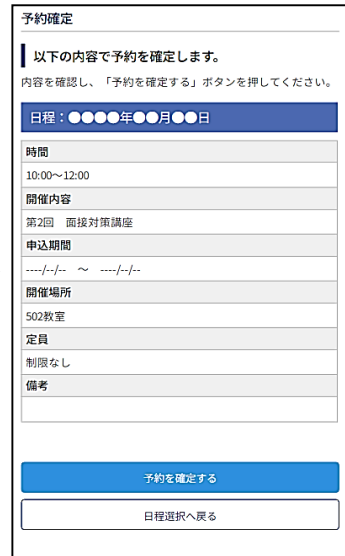 予約確定
以下の内容で予約を確定します。
内容を確認し、「予約を確定する」ボタンを押してください。
日程：●●●●年●●月●●日
時間
10:00～12:00
開催内容
第2回　面接対策講座
申込期間
----/--/--　～　----/--/--
開催場所
502教室
定員
制限なし
備考
予約を確定する
日程選択へ戻る